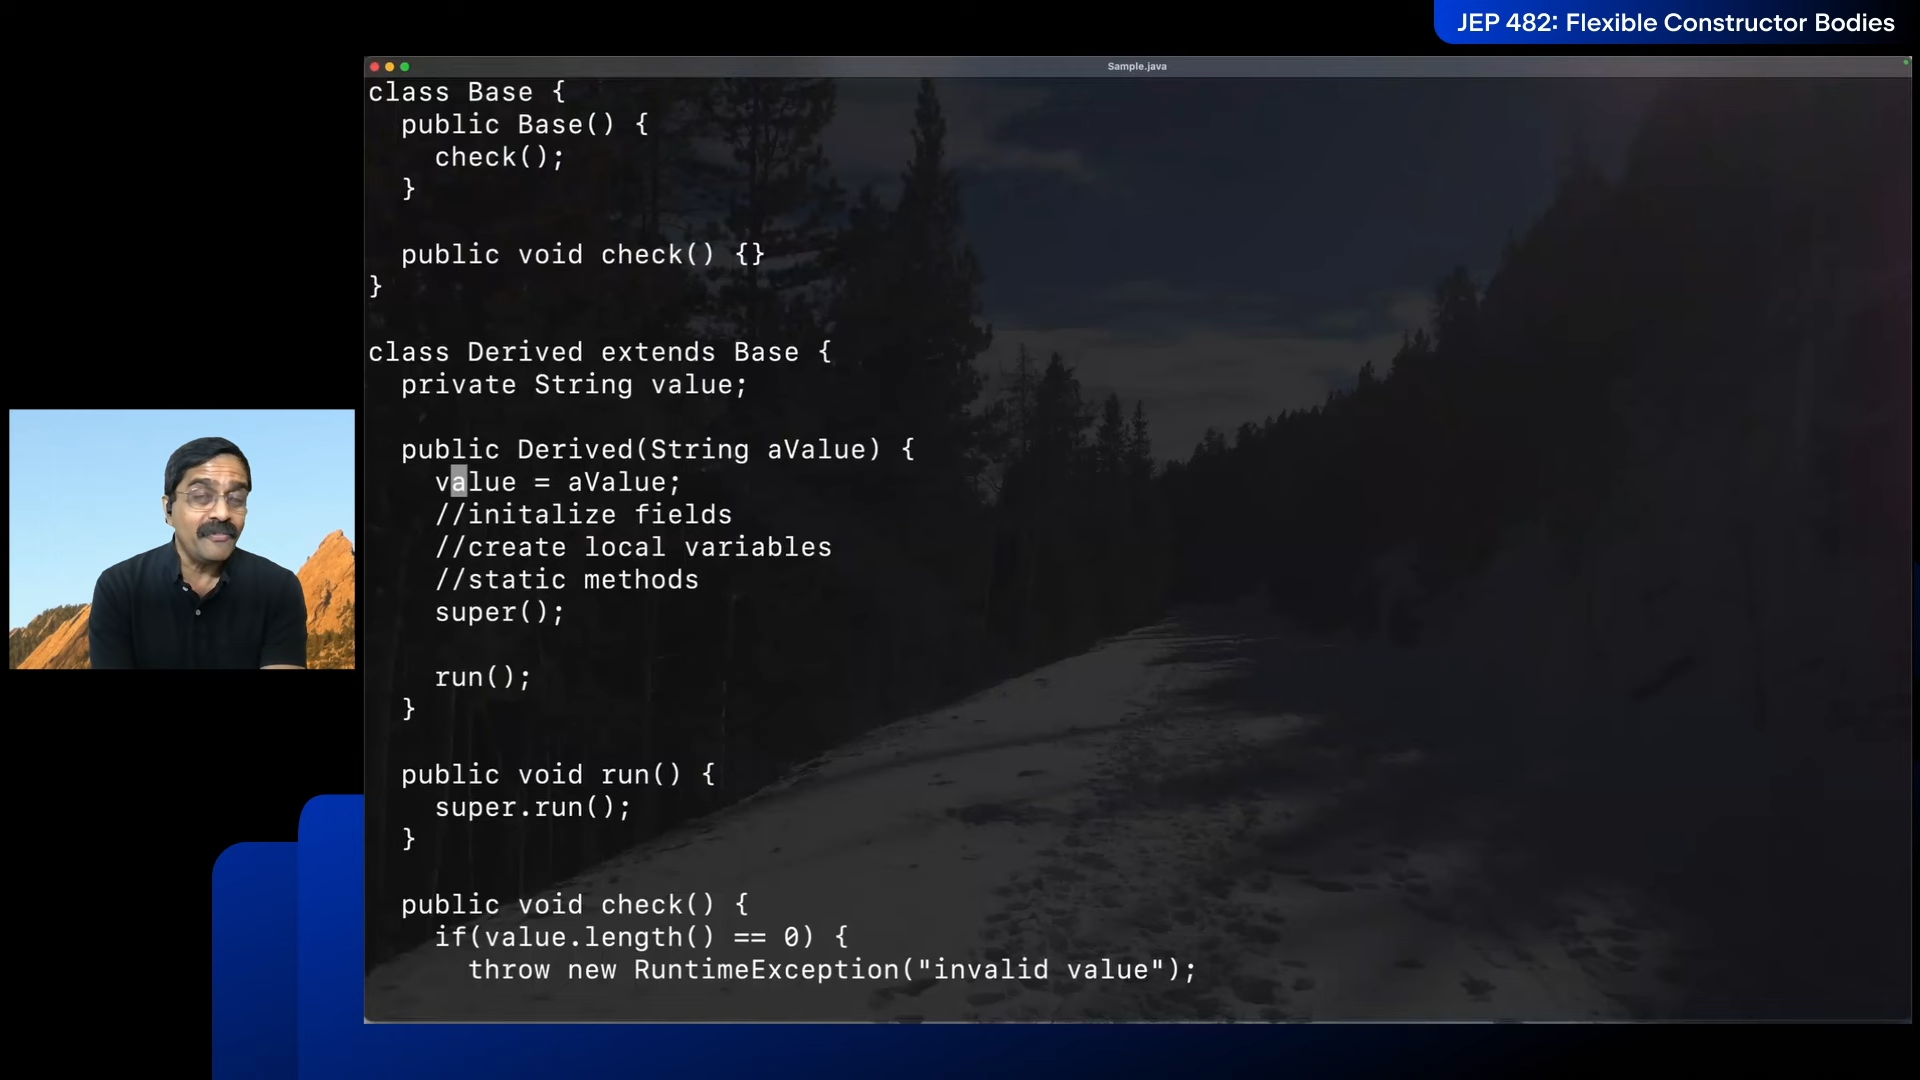 JEP 482: Flexible Constructor Bodies
Sample.java
class Base {
  public Base() {
    check();
  }

  public void check() {}
}

class Derived extends Base {
  private String value;

  public Derived(String aValue) {
    value = aValue;
    //initalize fields
    //create local variables
    //static methods
    super();

    run();
  }

  public void run() {
    super.run();
  }

  public void check() {
    if(value.length() == 0) {
      throw new RuntimeException("invalid value");